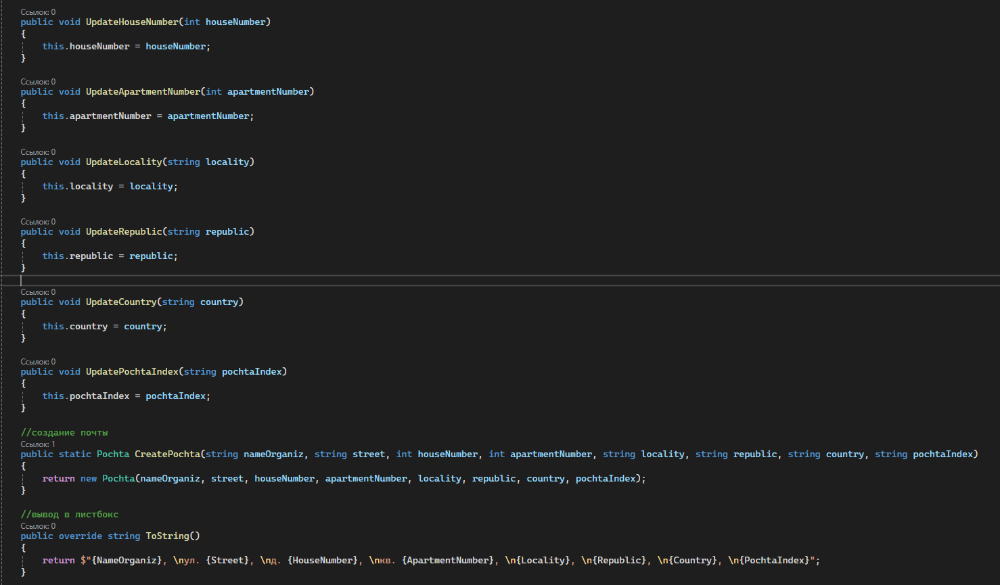 Ссылок: 0
public void UpdateHouseNumber(int houseNumber)
{
this.houseNumber = houseNumber;
}
Ссылок: 0
public void UpdateApartmentNumber(int apartmentNumber)
{
this.apartmentNumber = apartmentNumber;
}
Ссылок: 0
public void UpdateLocality(string locality)
{
this.locality = locality;
}
Ссылок: 0
public void UpdateRepublic(string republic)
{
this.republic = republic;
}
Ссылок: 0
public void UpdateCountry(string country)
{
this.country = country;
}
Ссылок: 0
public void UpdatePochtaIndex(string pochtaIndex)
{
this.pochtaIndex = pochtaIndex;
}
//создание почты
Ссылок: 1
public static Pochta CreatePochta(string nameOrganiz, string street, int houseNumber, int apartmentNumber, string locality, string republic, string country, string pochtaIndex)
{
return new Pochta(nameOrganiz, street, houseNumber, apartmentNumber, locality, republic, country, pochtaIndex);
}
//вывод в листбокс
Ссылок: 0
public override string ToString()
{
return $"{NameOrganiz}, \nул. {Street}, \nд. {HouseNumber}, \nкв. {ApartmentNumber}, \n{Locality}, \n{Republic}, \n{Country}, \n{PochtaIndex}";
}